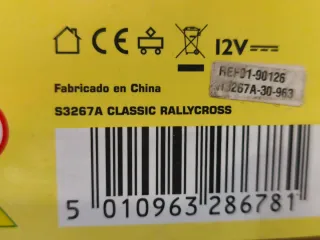 CE
12V
REF01-90126
S3267A-30-963
Fabricado en China
S3267A CLASSIC RALLYCROSS
5 010963 286781